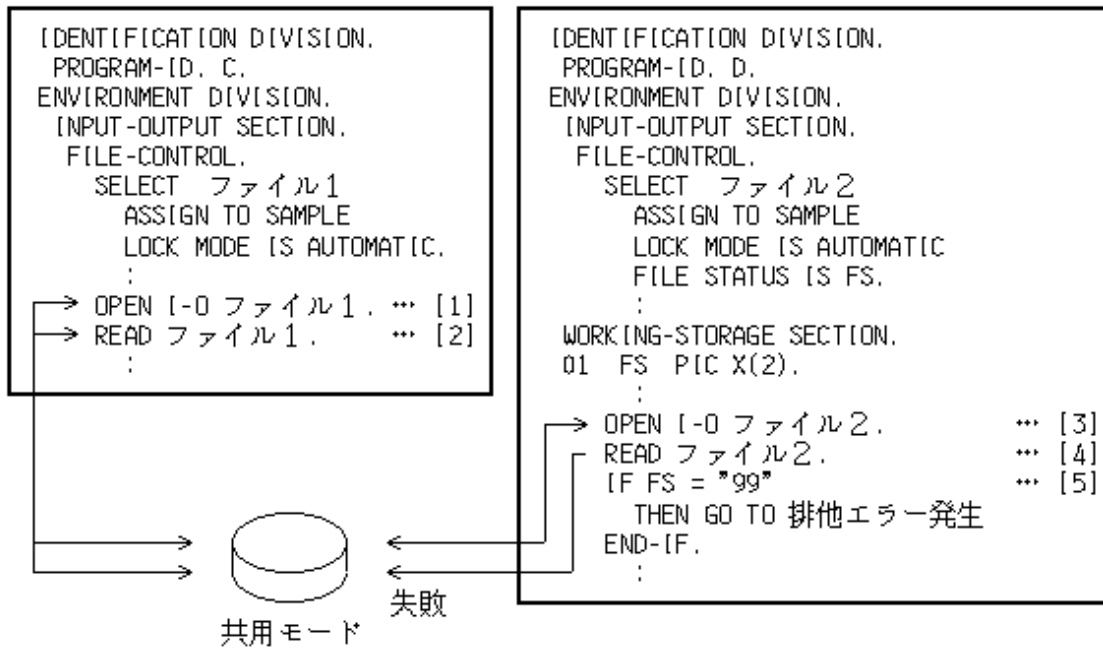 IDENTIFICATION DIVISION.
PROGRAM-ID. C.
ENVIRONMENT DIVISION.
INPUT-OUTPUT SECTION.
FILE-CONTROL.
SELECT ファイル1
ASSIGN TO SAMPLE
LOCK MODE IS AUTOMATIC.
:
OPEN I-O ファイル1. … [1]
READ ファイル1. … [2]
:
IDENTIFICATION DIVISION.
PROGRAM-ID. D.
ENVIRONMENT DIVISION.
INPUT-OUTPUT SECTION.
FILE-CONTROL.
SELECT ファイル2
ASSIGN TO SAMPLE
LOCK MODE IS AUTOMATIC
FILE STATUS IS FS.
:
WORKING-STORAGE SECTION.
01 FS PIC X(2).
:
OPEN I-O ファイル2. … [3]
READ ファイル2. … [4]
IF FS = "99" … [5]
THEN GO TO 排他エラー発生
END-IF.
:
失敗
共用モード